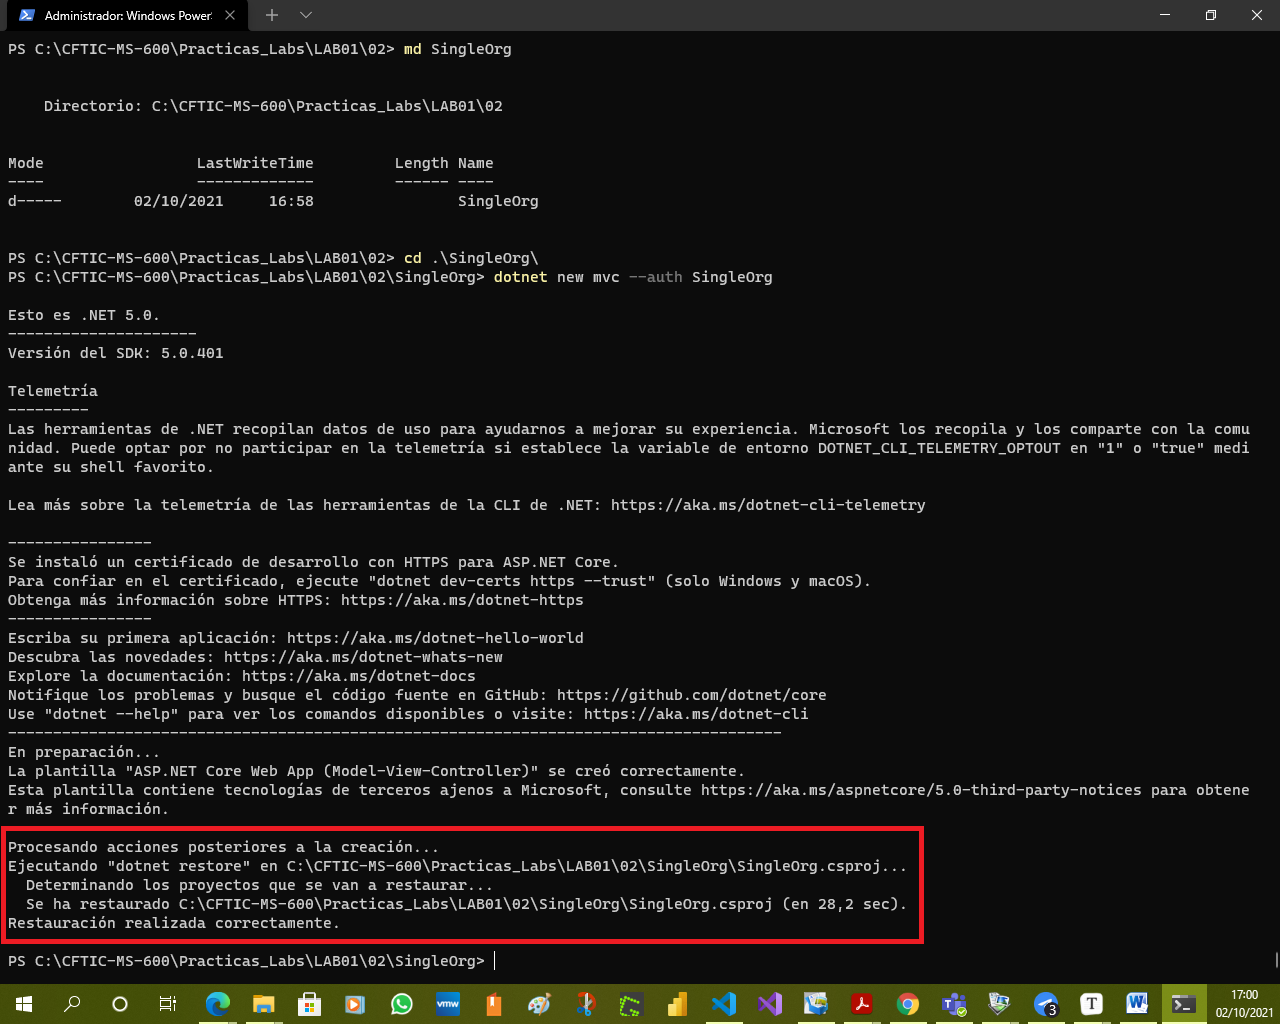 Administrador: Windows Power
PS C:\CFTIC-MS-600\Practicas_Labs\LAB01\02> md SingleOrg
Directorio: C:\CFTIC-MS-600\Practicas_Labs\LAB01\02
Mode                 LastWriteTime         Length Name
----                 -------------         ------ ----
d-----        02/10/2021     16:58                SingleOrg
PS C:\CFTIC-MS-600\Practicas_Labs\LAB01\02> cd .\SingleOrg\
PS C:\CFTIC-MS-600\Practicas_Labs\LAB01\02\SingleOrg> dotnet new mvc --auth SingleOrg
Esto es .NET 5.0.
---------------------
Versión del SDK: 5.0.401
Telemetría
---------
Las herramientas de .NET recopilan datos de uso para ayudarnos a mejorar su experiencia. Microsoft los recopila y los comparte con la comu
nidad. Puede optar por no participar en la telemetría si establece la variable de entorno DOTNET_CLI_TELEMETRY_OPTOUT en "1" o "true" medi
ante su shell favorito.
Lea más sobre la telemetría de las herramientas de la CLI de .NET: https://aka.ms/dotnet-cli-telemetry
----------------
Se instaló un certificado de desarrollo con HTTPS para ASP.NET Core.
Para confiar en el certificado, ejecute "dotnet dev-certs https --trust" (solo Windows y macOS).
Obtenga más información sobre HTTPS: https://aka.ms/dotnet-https
----------------
Escriba su primera aplicación: https://aka.ms/dotnet-hello-world
Descubra las novedades: https://aka.ms/dotnet-whats-new
Explore la documentación: https://aka.ms/dotnet-docs
Notifique los problemas y busque el código fuente en GitHub: https://github.com/dotnet/core
Use "dotnet --help" para ver los comandos disponibles o visite: https://aka.ms/dotnet-cli
--------------------------------------------------------------------------------------
En preparación...
La plantilla "ASP.NET Core Web App (Model-View-Controller)" se creó correctamente.
Esta plantilla contiene tecnologías de terceros ajenos a Microsoft, consulte https://aka.ms/aspnetcore/5.0-third-party-notices para obtene
r más información.
Procesando acciones posteriores a la creación...
Ejecutando "dotnet restore" en C:\CFTIC-MS-600\Practicas_Labs\LAB01\02\SingleOrg\SingleOrg.csproj...
  Determinando los proyectos que se van a restaurar...
  Se ha restaurado C:\CFTIC-MS-600\Practicas_Labs\LAB01\02\SingleOrg\SingleOrg.csproj (en 28,2 sec).
Restauración realizada correctamente.
PS C:\CFTIC-MS-600\Practicas_Labs\LAB01\02\SingleOrg>
vmw
3
T
17:00
02/10/2021